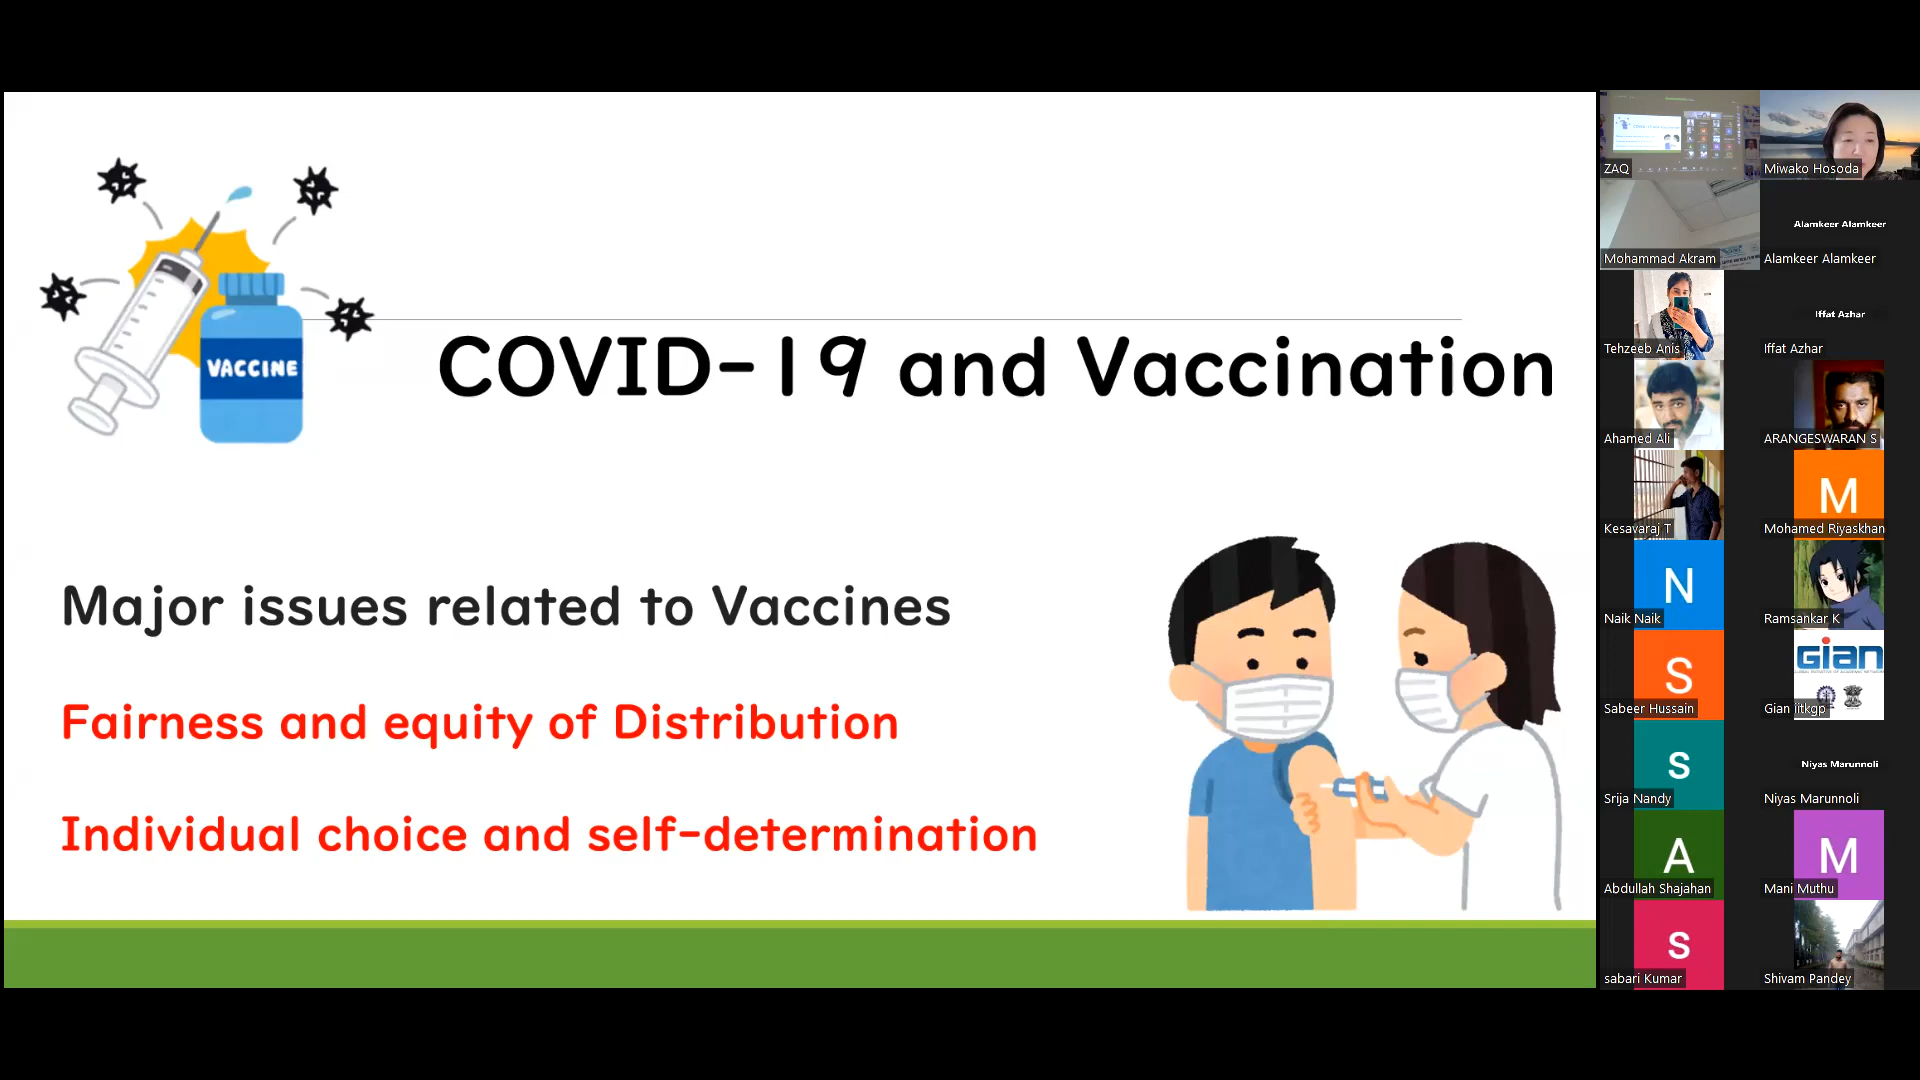 VACCINE
COVID-19 and Vaccination
Major issues related to Vaccines
Fairness and equity of Distribution
Individual choice and self-determination
ZAQ
Miwako Hosoda
Mohammad Akram
Alamkeer Alamkeer
Alamkeer Alamkeer
Tehzeeb Anis
Iffat Azhar
Iffat Azhar
Ahamed Ali
ARANGESWARAN S
Kesavaraj T
M
Mohamed Riyaskhan
N
Naik Naik
Ramsankar K
S
Sabeer Hussain
Gian
Gian iitkgp
s
Srija Nandy
Niyas Marunnoli
Niyas Marunnoli
A
Abdullah Shajahan
M
Mani Muthu
s
sabari Kumar
Shivam Pandey